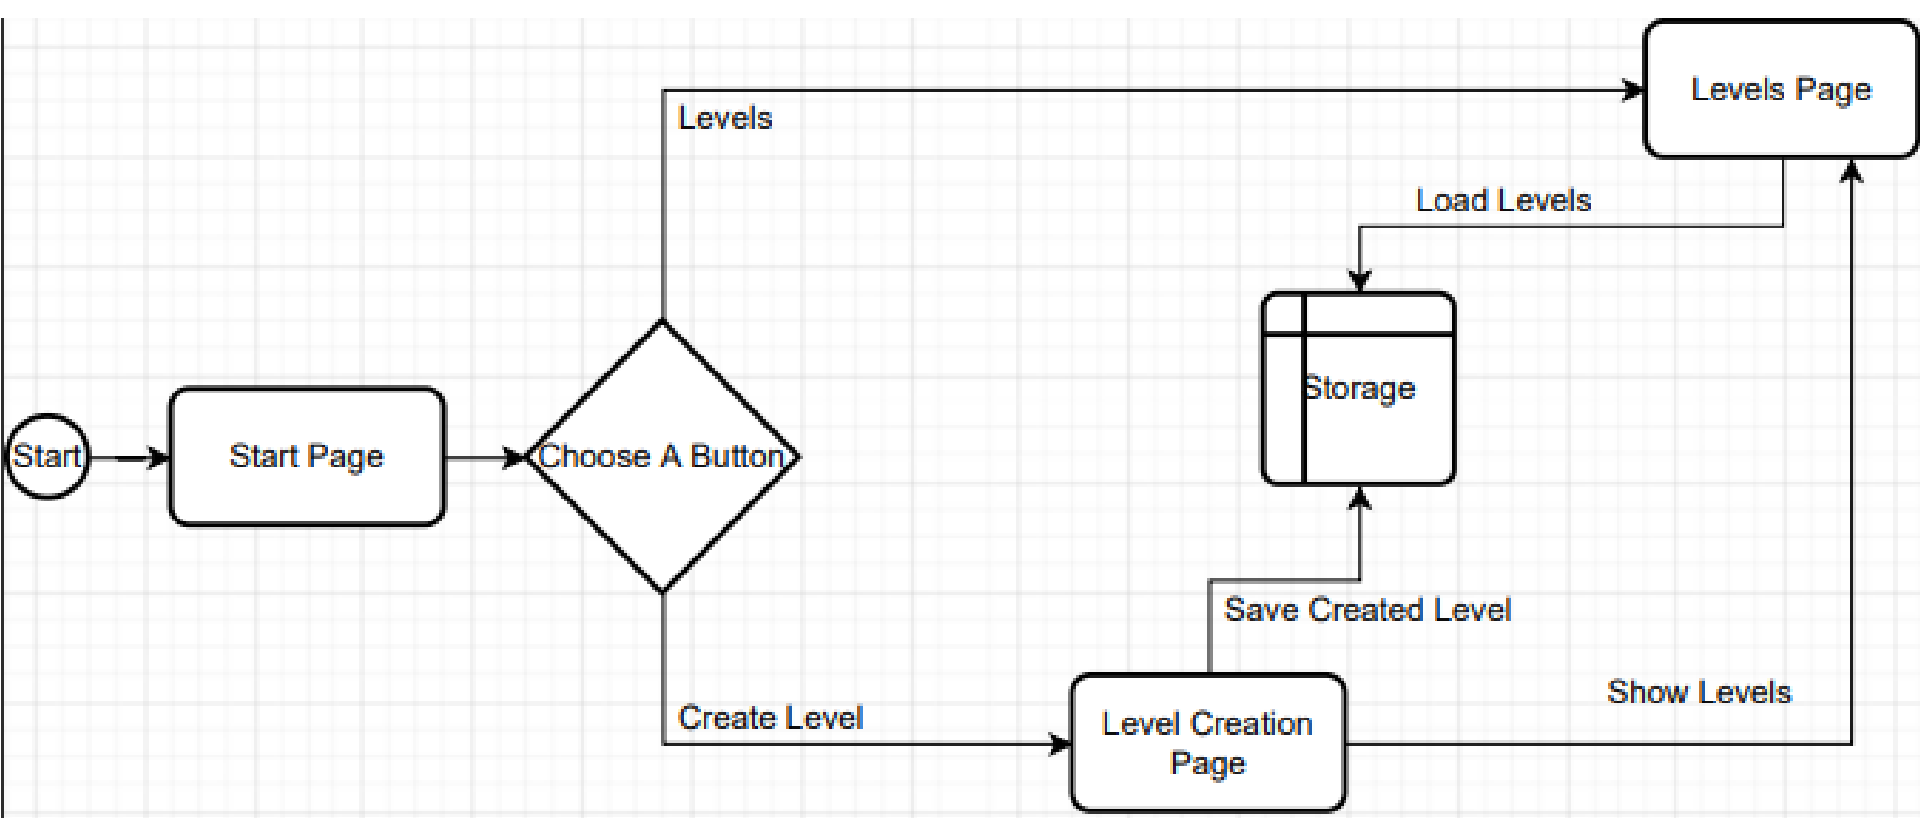 Levels Page
Levels
Load Levels
Storage
Start
Start Page
Choose A Button
Save Created Level
Show Levels
Create Level
Level Creation
Page